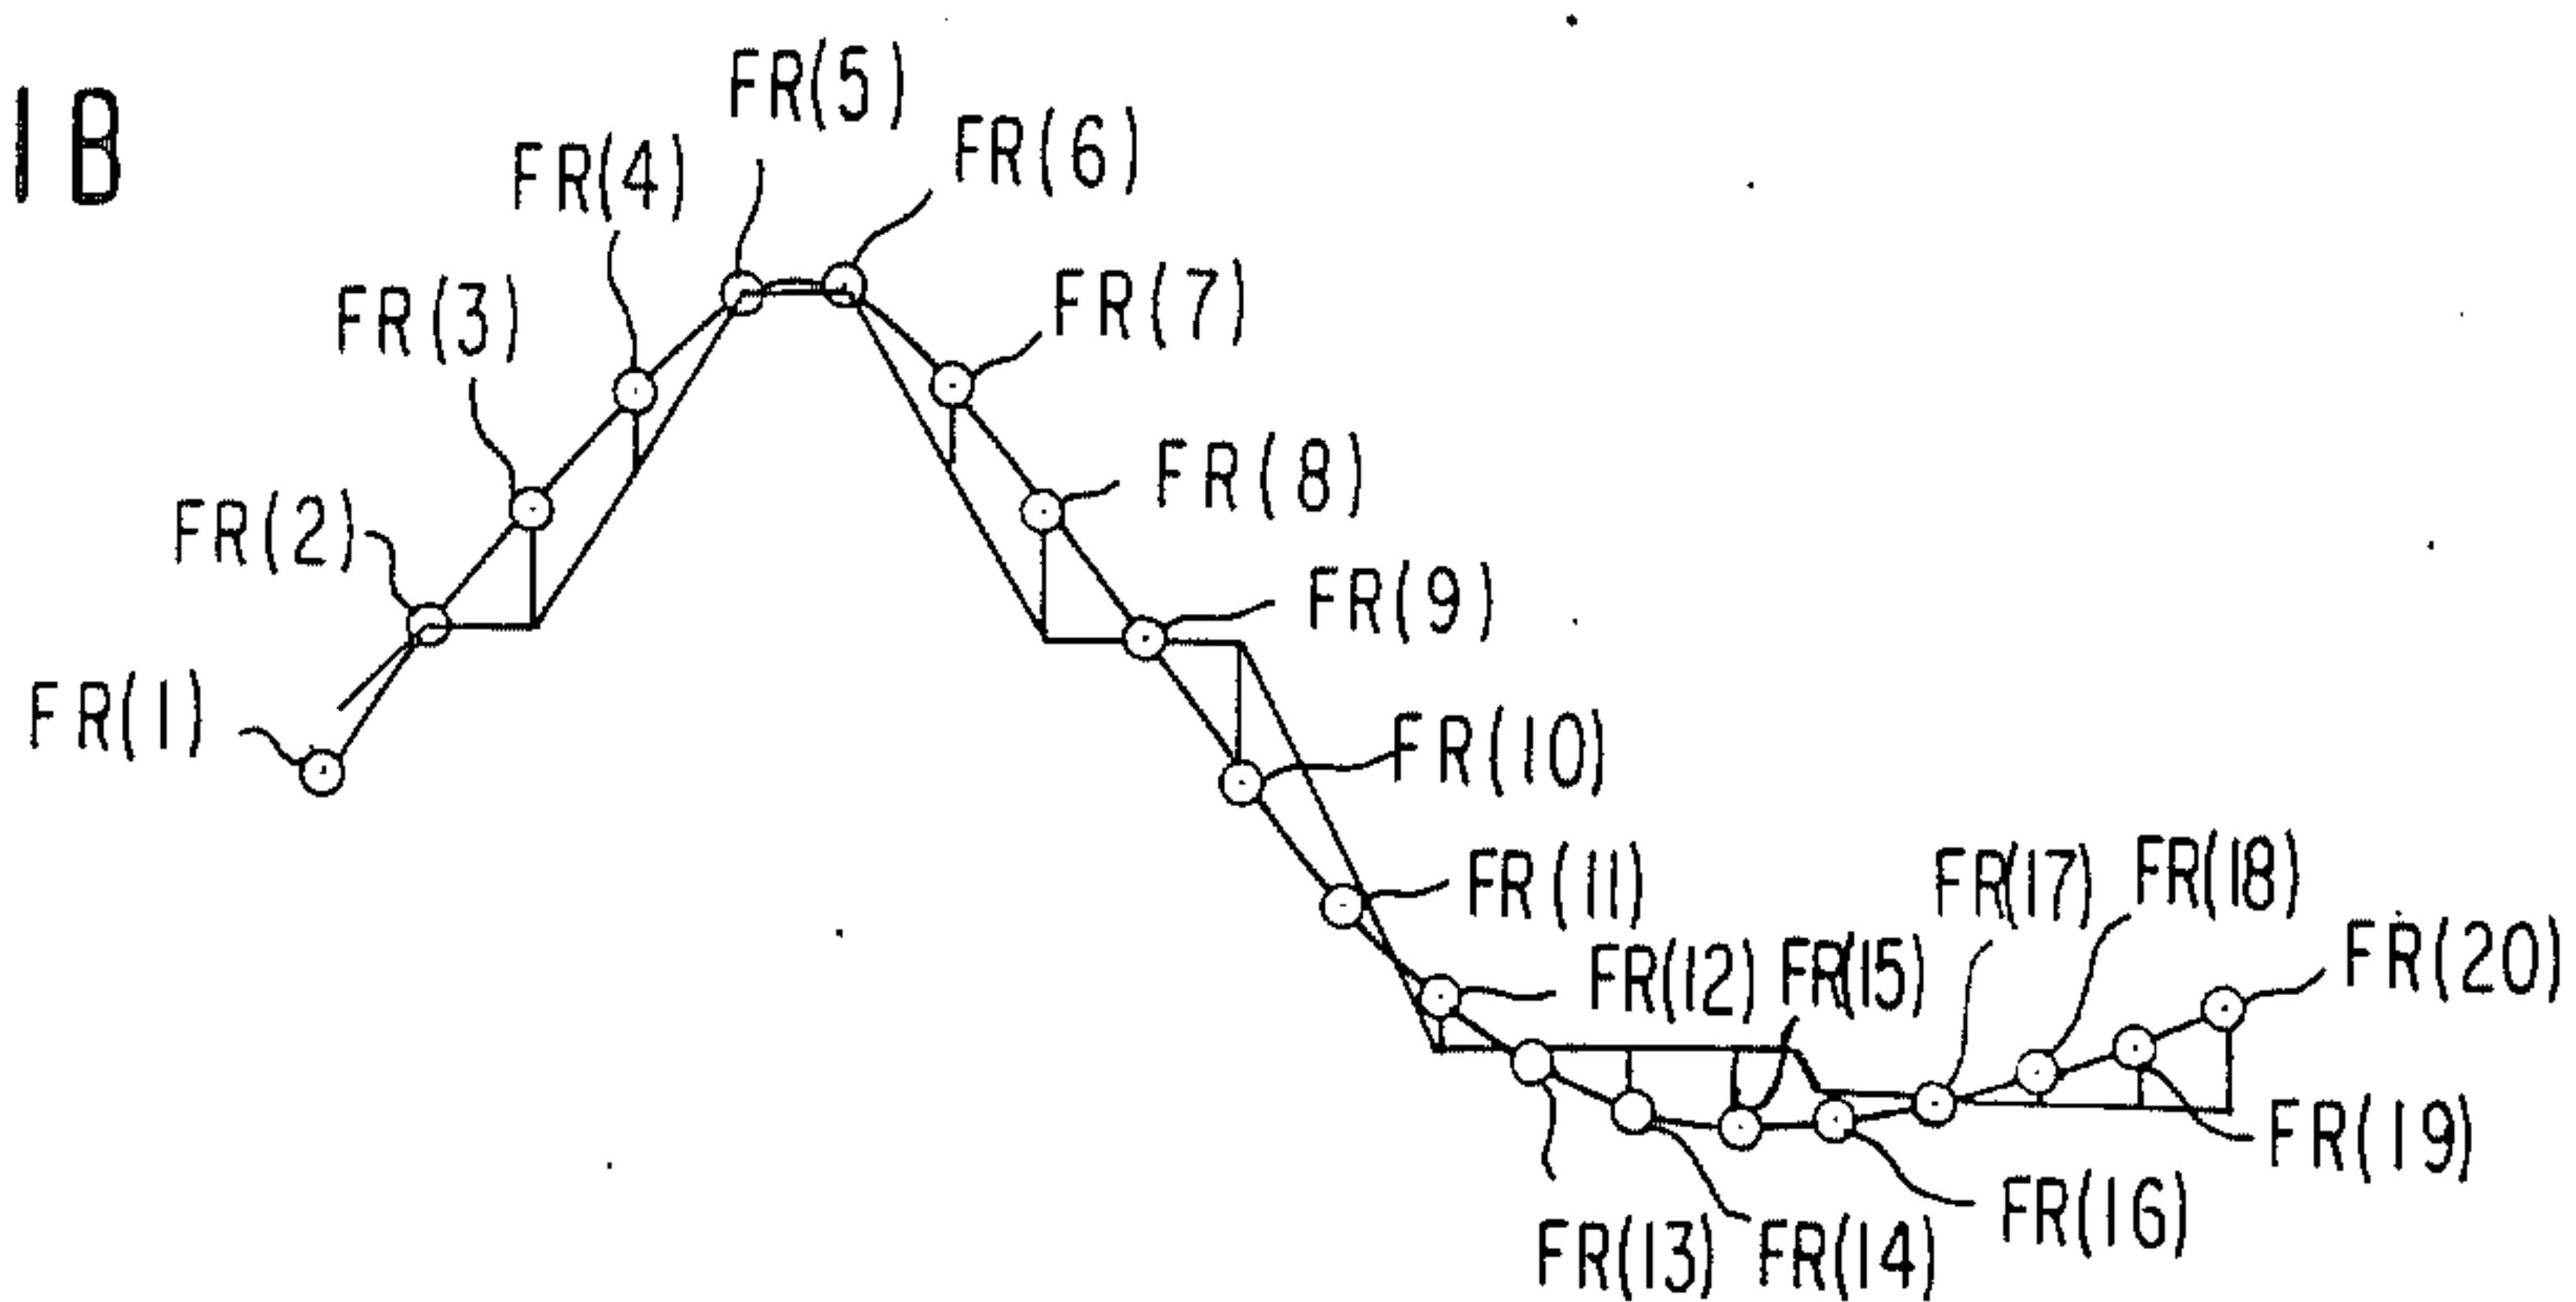 1B
FR(1)
FR(2)
FR(3)
FR(4)
FR(5)
FR(6)
FR(7)
FR(8)
FR(9)
FR(10)
FR(11)
FR(12)
FR(13)
FR(14)
FR(15)
FR(16)
FR(17)
FR(18)
FR(19)
FR(20)